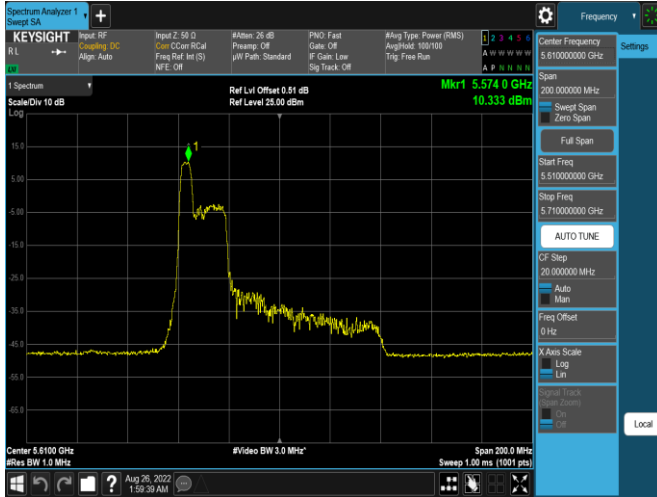 Spectrum Analyzer 1
Swept SA
Frequency
KEYSIGHT
R L
Input: RF
Coupling: DC
Align: Auto
Input Z: 50 Ω
Corr CCorr RCal
Freq Ref: Int (S)
NFE: Off
#Atten: 26 dB
Preamp: Off
µW Path: Standard
PNO: Fast
Gate: Off
IF Gain: Low
Sig Track: Off
#Avg Type: Power (RMS)
Avg|Hold: 100/100
Trig: Free Run
1 2 3 4 5 6
A W W W W W
A P N N N N
1 Spectrum
Scale/Div 10 dB
Log
Ref Lvl Offset 0.51 dB
Ref Level 25.00 dBm
Mkr1 5.574 0 GHz
10.333 dBm
1
15.0
5.00
-5.00
-15.0
-25.0
-35.0
-45.0
-55.0
-65.0
Center 5.6100 GHz
#Res BW 1.0 MHz
#Video BW 3.0 MHz*
Span 200.0 MHz
Sweep 1.00 ms (1001 pts)
Aug 26, 2022
1:59:39 AM
Center Frequency
5.610000000 GHz
Span
200.000000 MHz
Swept Span
Zero Span
Full Span
Start Freq
5.510000000 GHz
Stop Freq
5.710000000 GHz
AUTO TUNE
CF Step
20.000000 MHz
Auto
Man
Freq Offset
0 Hz
X Axis Scale
Log
Lin
Signal Track
(Span Zoom)
On
Off
Settings
Local